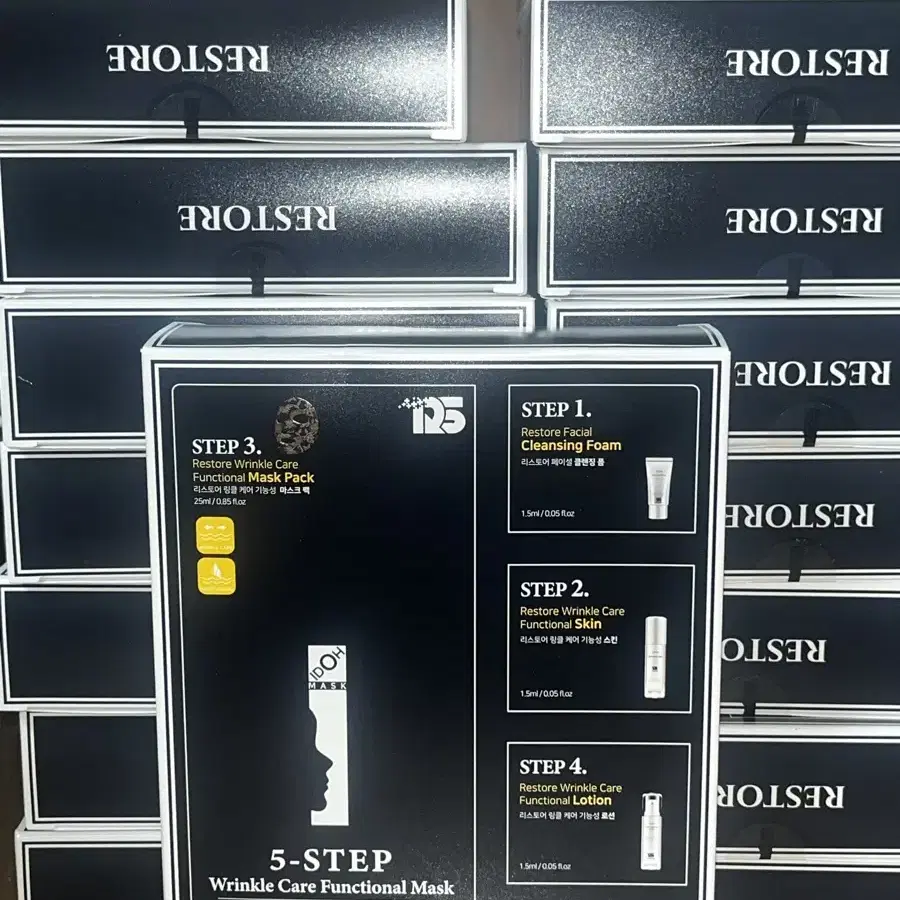 RESTORE
RESTORE
RESTORE
RESTORE
RESTORE
RESTORE
RESTORE
RESTORE
STEP 3.
Restore Wrinkle Care
Functional Mask Pack
리스토어 링클 케어 기능성 마스크 팩
25ml / 0.85 fl.oz
IDOH
MASK
5-STEP
Wrinkle Care Functional Mask
STEP 1.
Restore Facial
Cleansing Foam
리스토어 페이셜 클렌징 폼
1.5ml / 0.05 fl.oz
STEP 2.
Restore Wrinkle Care
Functional Skin
리스토어 링클 케어 기능성 스킨
1.5ml / 0.05 fl.oz
STEP 4.
Restore Wrinkle Care
Functional Lotion
리스토어 링클 케어 기능성 로션
1.5ml / 0.05 fl.oz